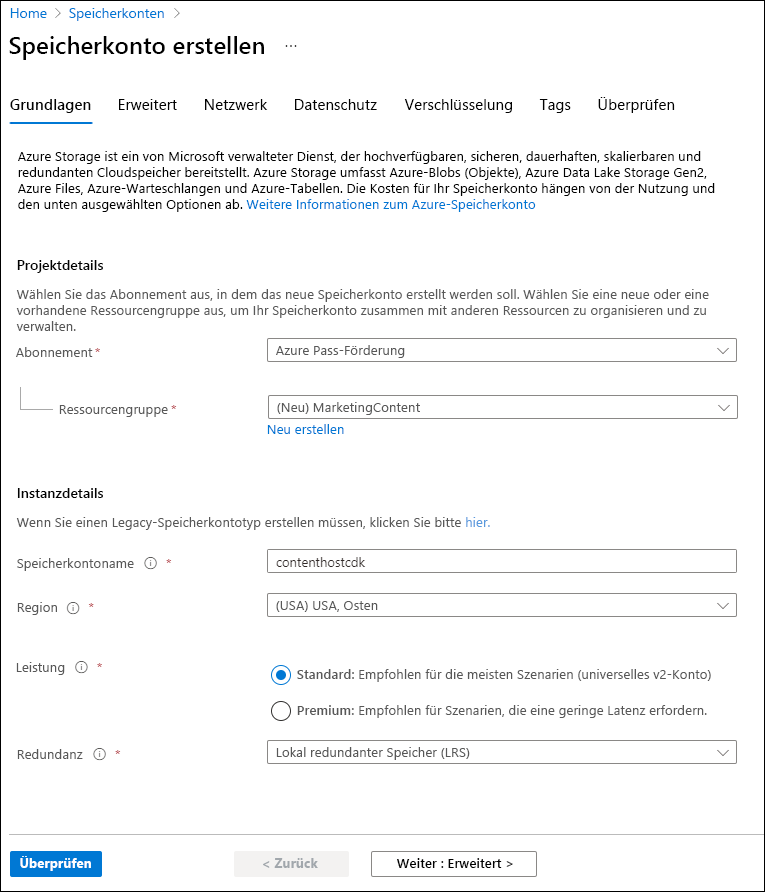 Home > Speicherkonten >
Speicherkonto erstellen ...
Grundlagen Erweitert Netzwerk Datenschutz Verschlüsselung Tags Überprüfen
Azure Storage ist ein von Microsoft verwalteter Dienst, der hochverfügbaren, sicheren, dauerhaften, skalierbaren und
redundanten Cloudspeicher bereitstellt. Azure Storage umfasst Azure-Blobs (Objekte), Azure Data Lake Storage Gen2,
Azure Files, Azure-Warteschlangen und Azure-Tabellen. Die Kosten für Ihr Speicherkonto hängen von der Nutzung und
den unten ausgewählten Optionen ab. Weitere Informationen zum Azure-Speicherkonto
Projektdetails
Wählen Sie das Abonnement aus, in dem das neue Speicherkonto erstellt werden soll. Wählen Sie eine neue oder eine
vorhandene Ressourcengruppe aus, um Ihr Speicherkonto zusammen mit anderen Ressourcen zu organisieren und zu
verwalten.
Abonnement * Azure Pass-Förderung
Ressourcengruppe * (Neu) MarketingContent
Neu erstellen
Instanzdetails
Wenn Sie einen Legacy-Speicherkontotyp erstellen müssen, klicken Sie bitte hier.
Speicherkontoname * contenthostcdk
Region * (USA) USA, Osten
Leistung * Standard: Empfohlen für die meisten Szenarien (universelles v2-Konto)
Premium: Empfohlen für Szenarien, die eine geringe Latenz erfordern.
Redundanz * Lokal redundanter Speicher (LRS)
Überprüfen < Zurück Weiter : Erweitert >